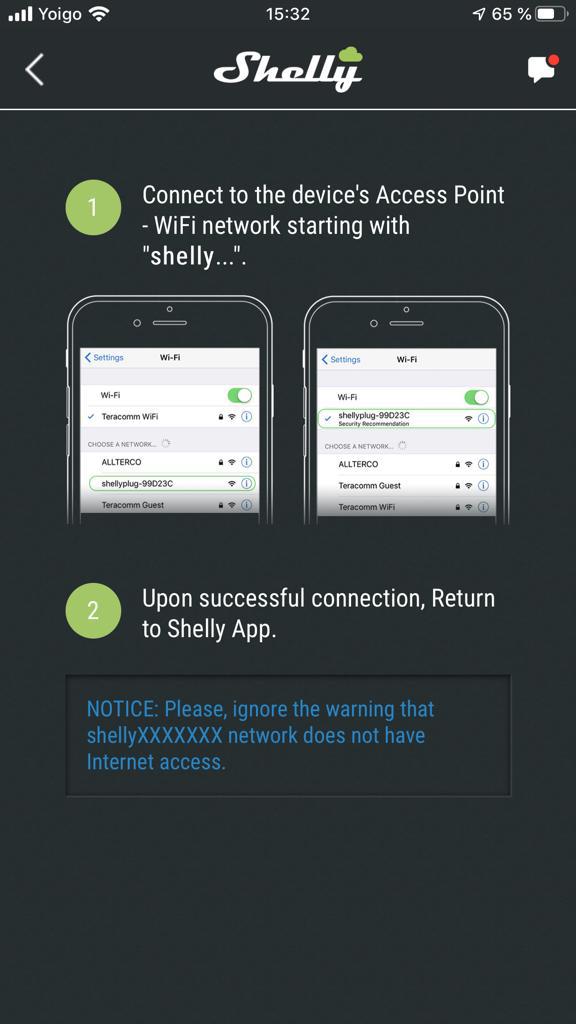 Yoigo 15:32 65 %
Shelly
1 Connect to the device's Access Point
- WiFi network starting with
"shelly...".
Settings Wi-Fi
Wi-Fi
Teracomm WiFi
CHOOSE A NETWORK...
ALLTERCO
shellyplug-99D23C
Teracomm Guest
Settings Wi-Fi
Wi-Fi
shellyplug-99D23C
Security Recommendation
CHOOSE A NETWORK...
ALLTERCO
Teracomm Guest
Teracomm WiFi
2 Upon successful connection, Return
to Shelly App.
NOTICE: Please, ignore the warning that
shellyXXXXXXX network does not have
Internet access.